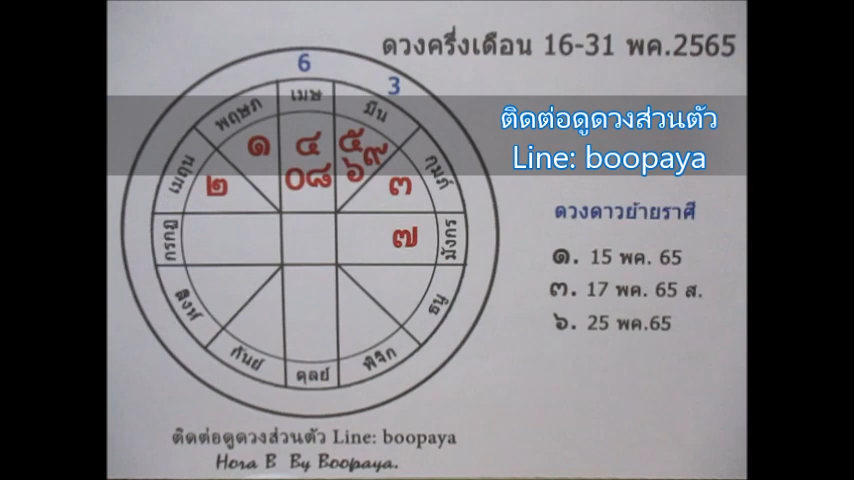 ดวงครึ่งเดือน 16-31 พค.2565
6
3
เมษ
มีน
พฤษภ
ติดต่อดูดวงส่วนตัว
Line: boopaya
๑
๔
๕
๙
๐๘
๖
เมถุน
๒
๓
กุมภ์
ดวงดาวย้ายราศี
กรกฎ
๗
มังกร
๑. 15 พค. 65
๓. 17 พค. 65 ส.
๖. 25 พค.65
สิงห์
ธนู
กันย์
ตุลย์
พิจิก
ติดต่อดูดวงส่วนตัว Line: boopaya
Hora B By Boopaya.